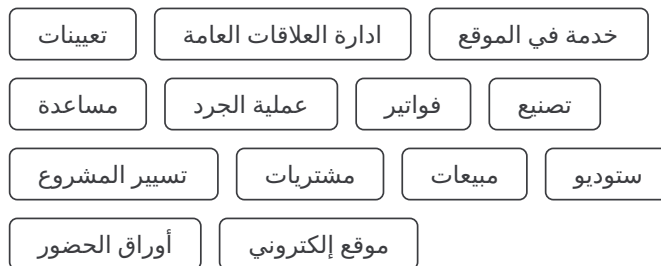 خدمة في الموقع ادارة العلاقات العامة تعيينات
تصنيع فواتير عملية الجرد مساعدة
ستوديو مبيعات مشتريات تسيير المشروع
موقع إلكتروني أوراق الحضور